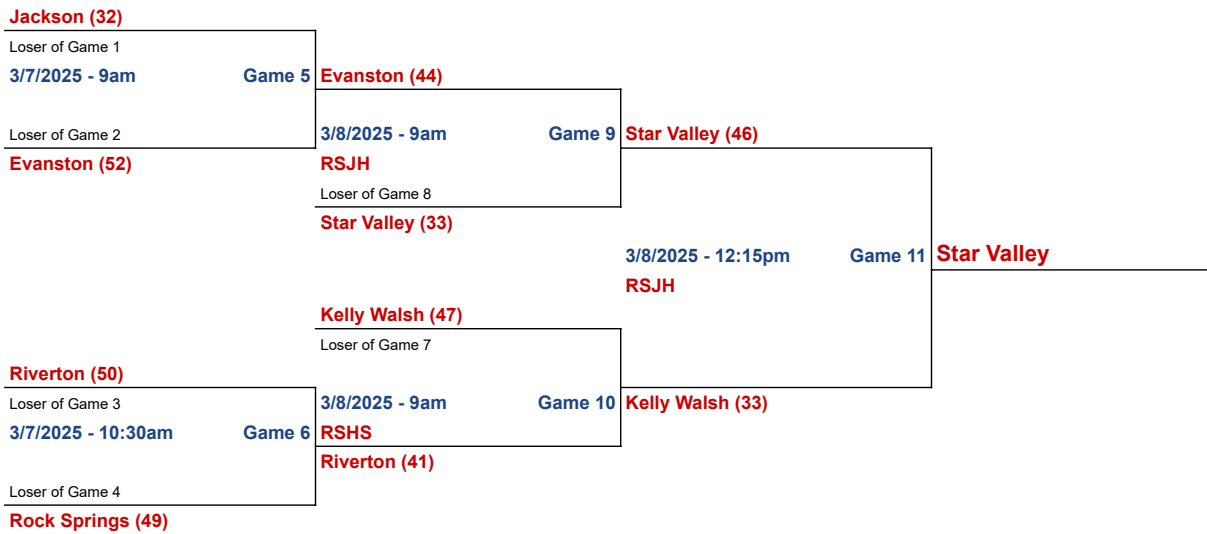 Jackson (32)
Loser of Game 1
3/7/2025 - 9am Game 5 Evanston (44)
Loser of Game 2 3/8/2025 - 9am Game 9 Star Valley (46)
Evanston (52) RSJH
Loser of Game 8
Star Valley (33)
3/8/2025 - 12:15pm Game 11 Star Valley
RSJH
Kelly Walsh (47)
Loser of Game 7
Riverton (50)
Loser of Game 3 3/8/2025 - 9am Game 10 Kelly Walsh (33)
3/7/2025 - 10:30am Game 6 RSHS
Riverton (41)
Loser of Game 4
Rock Springs (49)